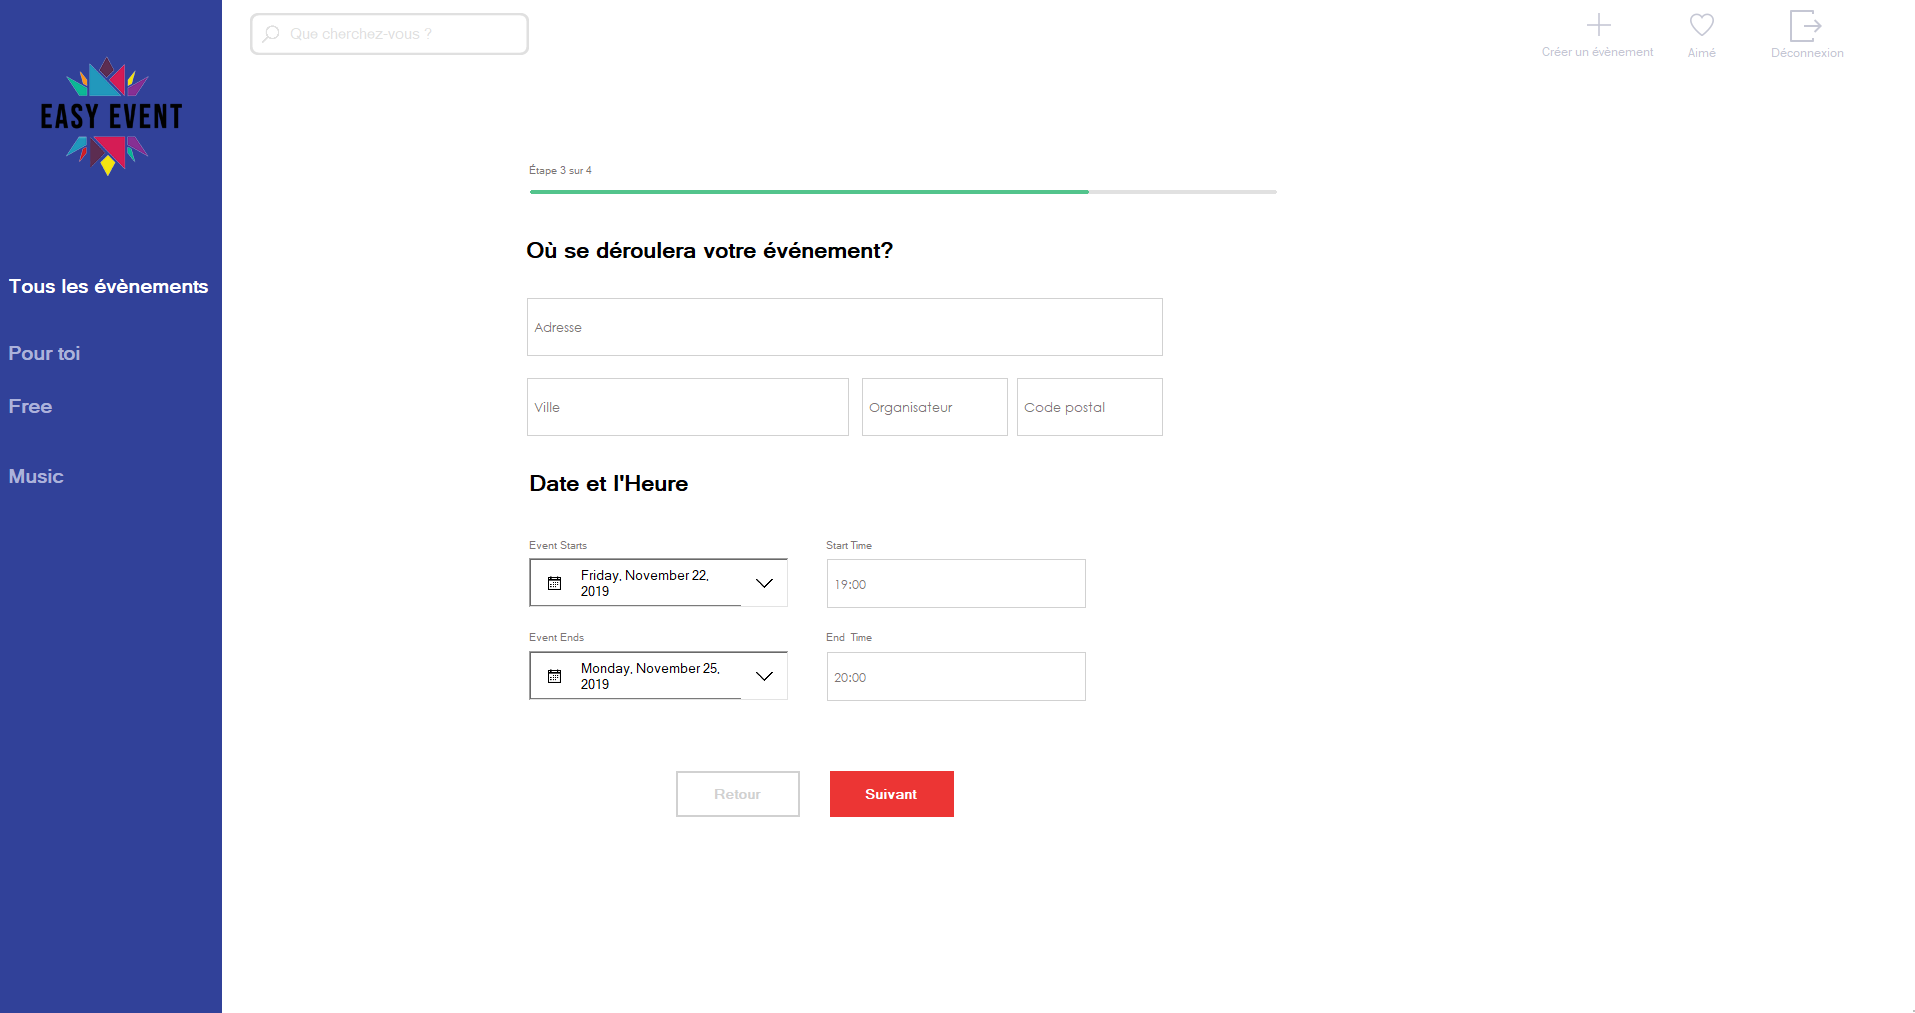 Que cherchez-vous ?
Créer un évènement
Aimé
Déconnexion
EASY EVENT
Tous les évènements
Pour toi
Free
Music
Étape 3 sur 4
Où se déroulera votre événement?
Adresse
Ville
Organisateur
Code postal
Date et l'Heure
Event Starts
Start Time
Friday, November 22,
2019
19:00
Event Ends
End Time
Monday, November 25,
2019
20:00
Retour
Suivant